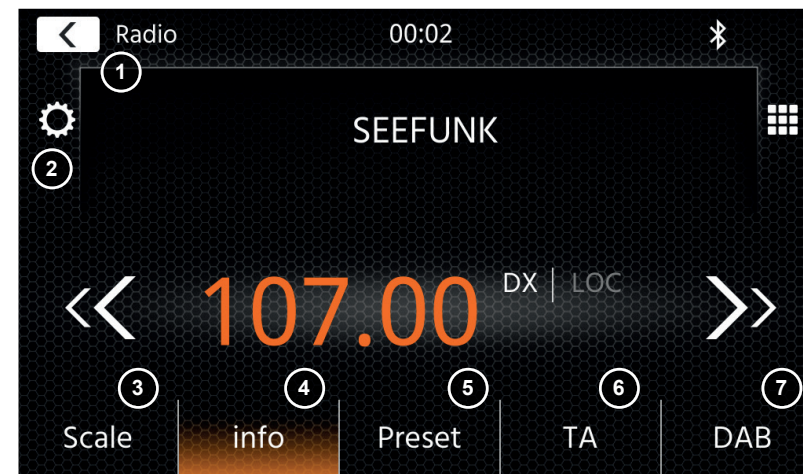 Radio 00:02
1
2
SEEFUNK
107.00 DX | LOC
3 4 5 6 7
Scale info Preset TA DAB